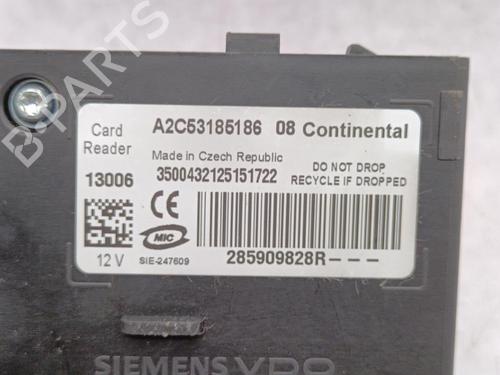 Card Reader
A2C53185186 08 Continental
Made in Czech Republic
DO NOT DROP
RECYCLE IF DROPPED
13006
3500432125151722
CE
MIC
12 V
SIE-247609
285909828R---
SIEMENS VDO
B-PARTS